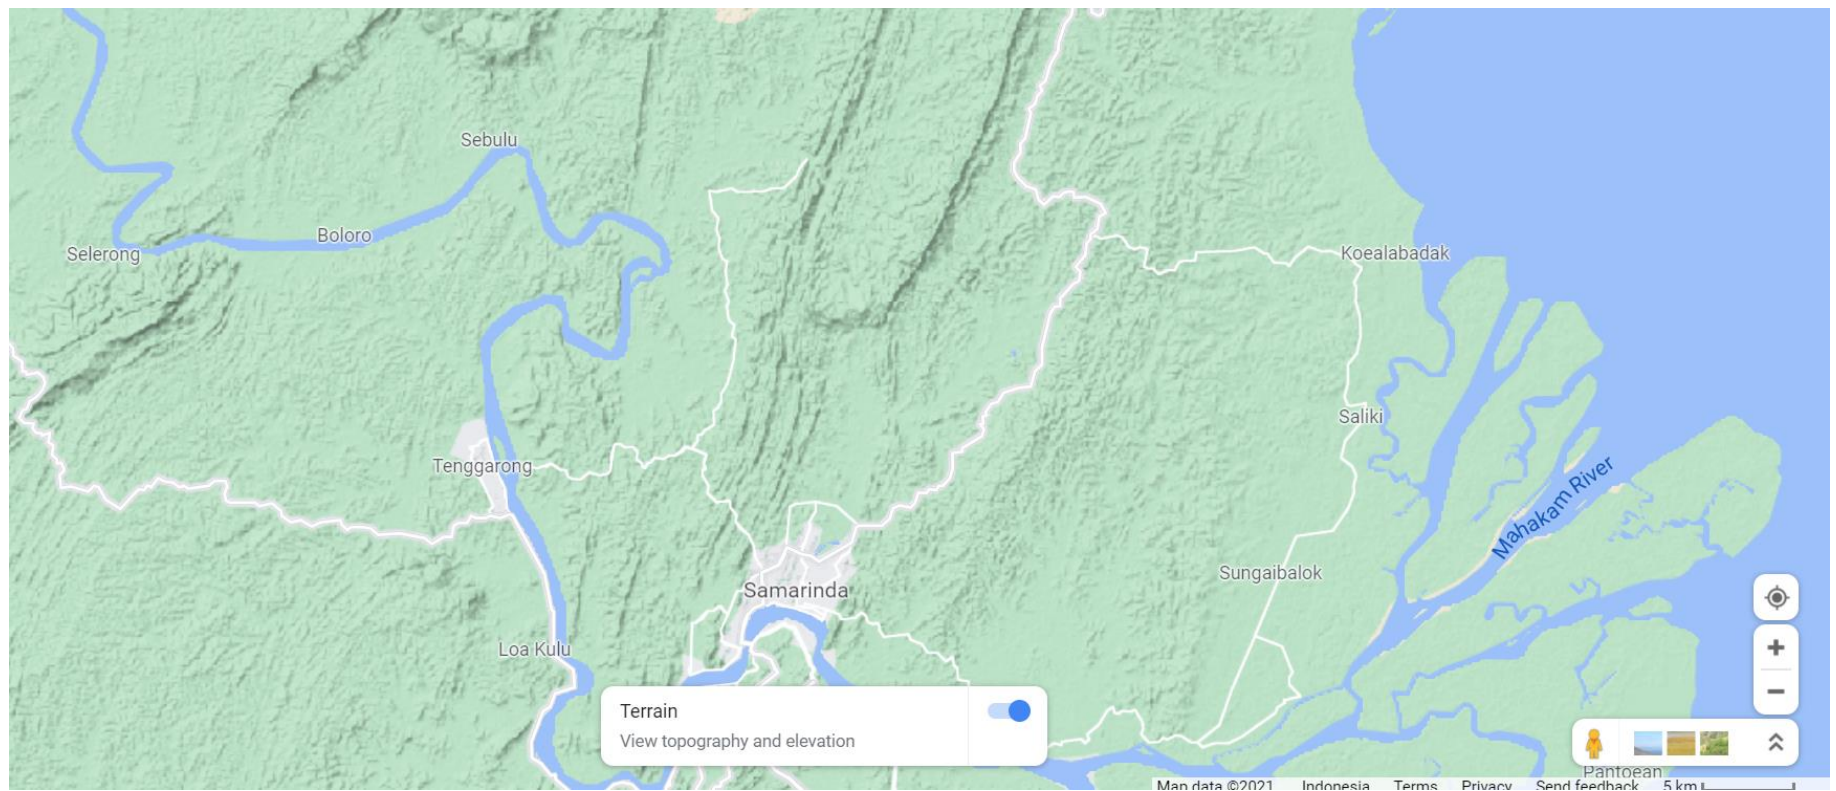 Sebulu
Boloro
Selerong
Koealabadak
Saliki
Tenggarong
Mahakam River
Sungaibalok
Samarinda
Loa Kulu
Terrain
View topography and elevation
Pantoean
Map data ©2021 Indonesia Terms Privacy Send feedback 5 km